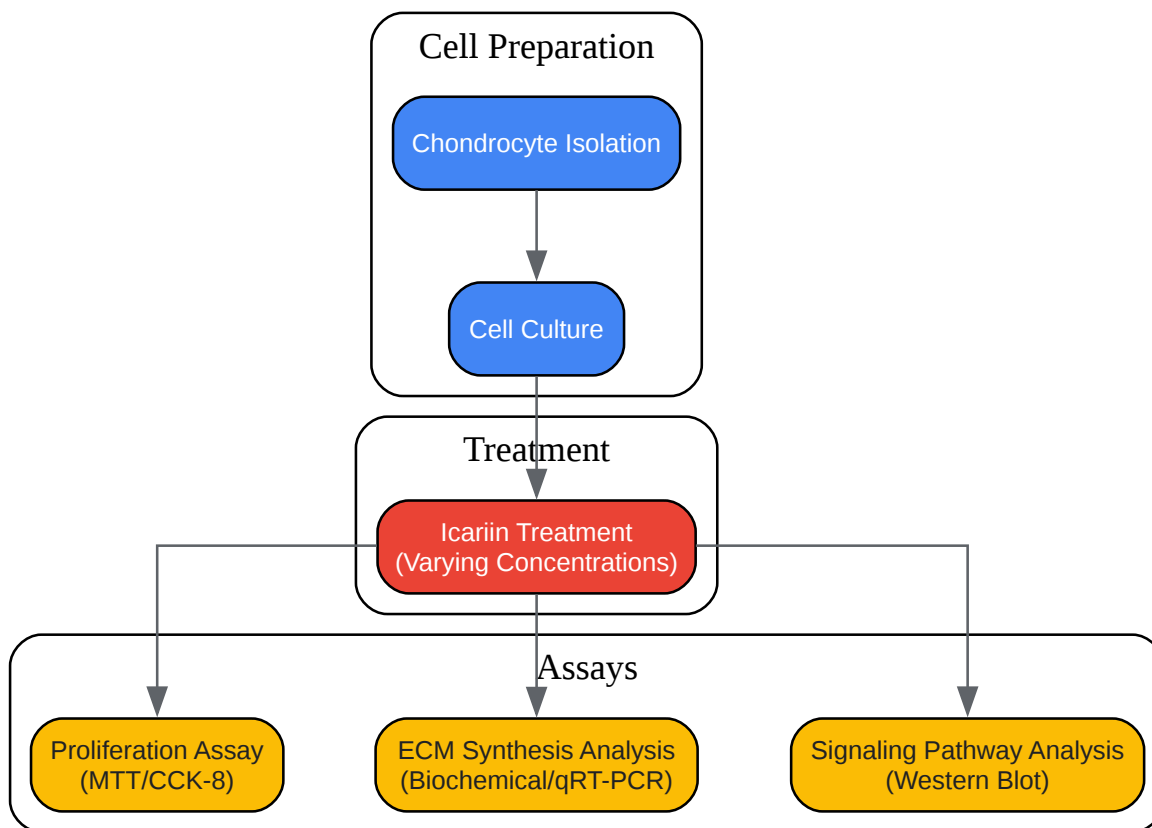 Cell Preparation
Chondrocyte Isolation
Cell Culture
Treatment
Icariin Treatment
(Varying Concentrations)
Assays
Proliferation Assay
(MTT/CCK-8)
ECM Synthesis Analysis
(Biochemical/qRT-PCR)
Signaling Pathway Analysis
(Western Blot)